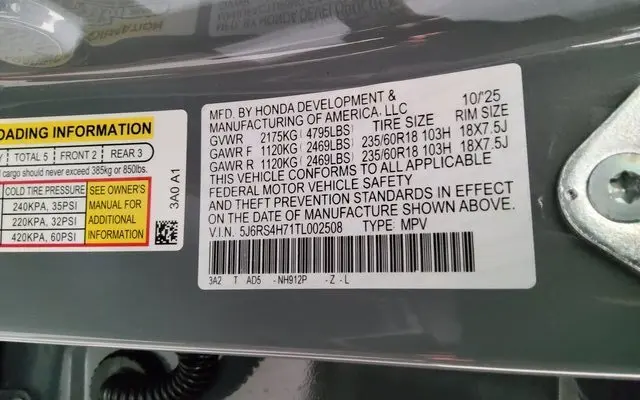 OADING INFORMATION
Y TOTAL 5 FRONT 2 REAR 3
cargo should never exceed 385kg or 850lbs.
COLD TIRE PRESSURE
240KPA, 35PSI
220KPA, 32PSI
420KPA, 60PSI
SEE OWNER'S
MANUAL FOR
ADDITIONAL
INFORMATION
3A0 A1
MFD. BY HONDA DEVELOPMENT & 10/'25
MANUFACTURING OF AMERICA, LLC
GVWR 2175KG(4795LBS) TIRE SIZE RIM SIZE
GAWR F 1120KG(2469LBS) 235/60R18 103H 18X7.5J
GAWR R 1120KG(2469LBS) 235/60R18 103H 18X7.5J
THIS VEHICLE CONFORMS TO ALL APPLICABLE
FEDERAL MOTOR VEHICLE SAFETY
AND THEFT PREVENTION STANDARDS IN EFFECT
ON THE DATE OF MANUFACTURE SHOWN ABOVE.
V.I.N. 5J6RS4H71TL002508 TYPE: MPV
3A2 T AD5 -NH912P -Z-L